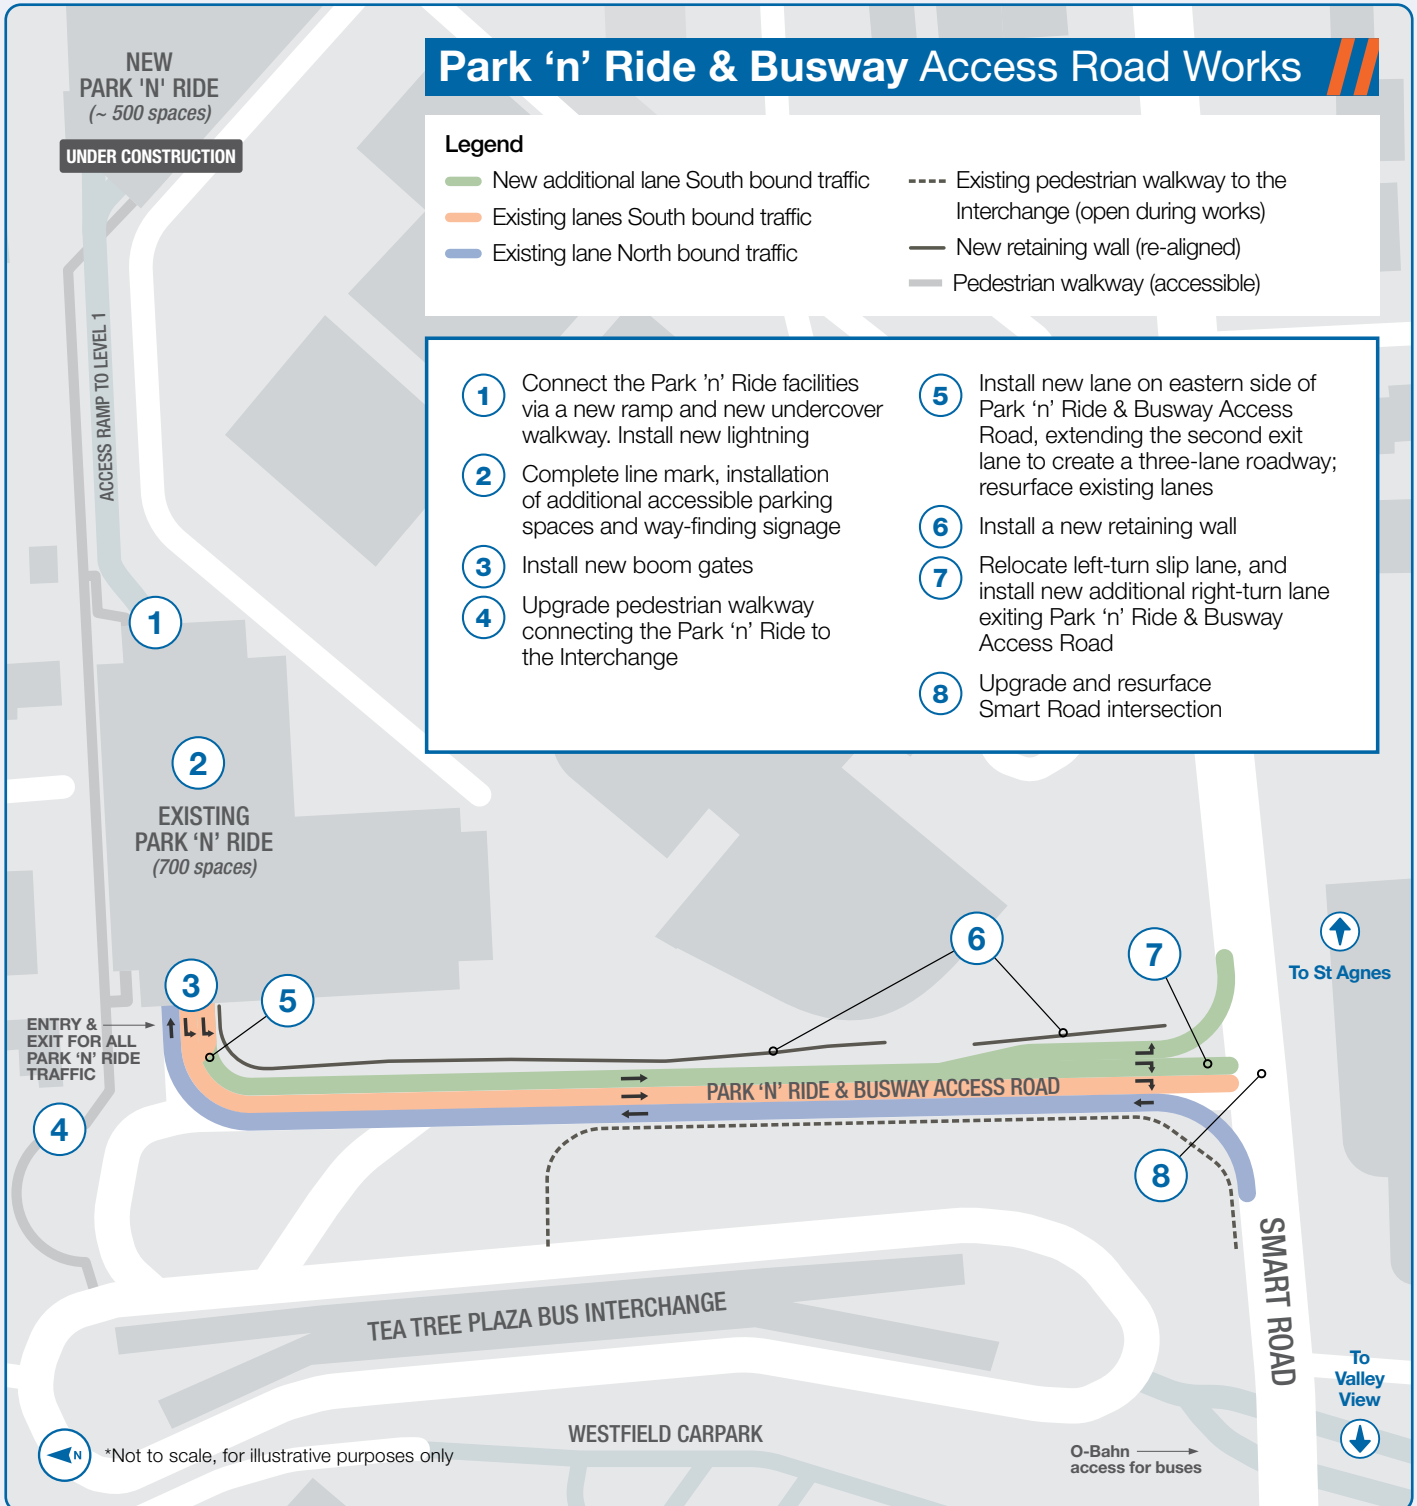 NEW
PARK 'N' RIDE
(~ 500 spaces)
UNDER CONSTRUCTION
Park ‘n’ Ride & Busway Access Road Works
Legend
New additional lane South bound traffic
Existing lanes South bound traffic
Existing lane North bound traffic
Existing pedestrian walkway to the
Interchange (open during works)
New retaining wall (re-aligned)
Pedestrian walkway (accessible)
ACCESS RAMP TO LEVEL 1
1 Connect the Park ’n’ Ride facilities
via a new ramp and new undercover
walkway. Install new lightning
2 Complete line mark, installation
of additional accessible parking
spaces and way-finding signage
3 Install new boom gates
4 Upgrade pedestrian walkway
connecting the Park ‘n’ Ride to
the Interchange
5 Install new lane on eastern side of
Park ‘n’ Ride & Busway Access
Road, extending the second exit
lane to create a three-lane roadway;
resurface existing lanes
6 Install a new retaining wall
7 Relocate left-turn slip lane, and
install new additional right-turn lane
exiting Park ‘n’ Ride & Busway
Access Road
8 Upgrade and resurface
Smart Road intersection
1
2
EXISTING
PARK ‘N’ RIDE
(700 spaces)
3
5
6
7
To St Agnes
ENTRY &
EXIT FOR ALL
PARK ‘N’ RIDE
TRAFFIC
PARK ‘N’ RIDE & BUSWAY ACCESS ROAD
4
8
SMART ROAD
TEA TREE PLAZA BUS INTERCHANGE
To
Valley
View
WESTFIELD CARPARK
O-Bahn
access for buses
N
*Not to scale, for illustrative purposes only